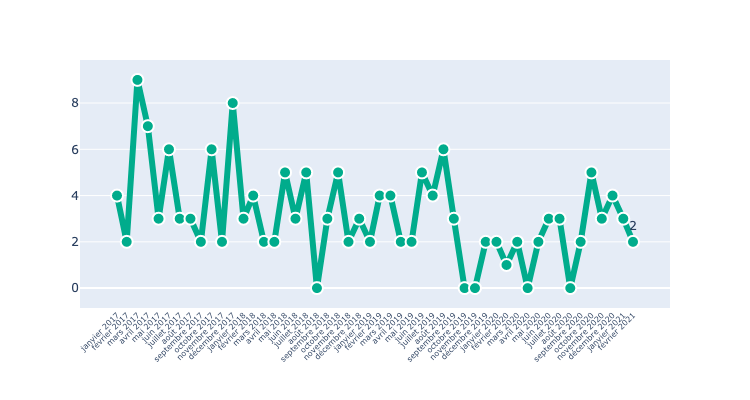 8
6
4
2
0
2
janvier 2017
février 2017
mars 2017
avril 2017
mai 2017
juin 2017
juillet 2017
août 2017
septembre 2017
octobre 2017
novembre 2017
décembre 2017
janvier 2018
février 2018
mars 2018
avril 2018
mai 2018
juin 2018
juillet 2018
août 2018
septembre 2018
octobre 2018
novembre 2018
décembre 2018
janvier 2019
février 2019
mars 2019
avril 2019
mai 2019
juin 2019
juillet 2019
août 2019
septembre 2019
octobre 2019
novembre 2019
décembre 2019
janvier 2020
février 2020
mars 2020
avril 2020
mai 2020
juin 2020
juillet 2020
août 2020
septembre 2020
octobre 2020
novembre 2020
décembre 2020
janvier 2021
février 2021